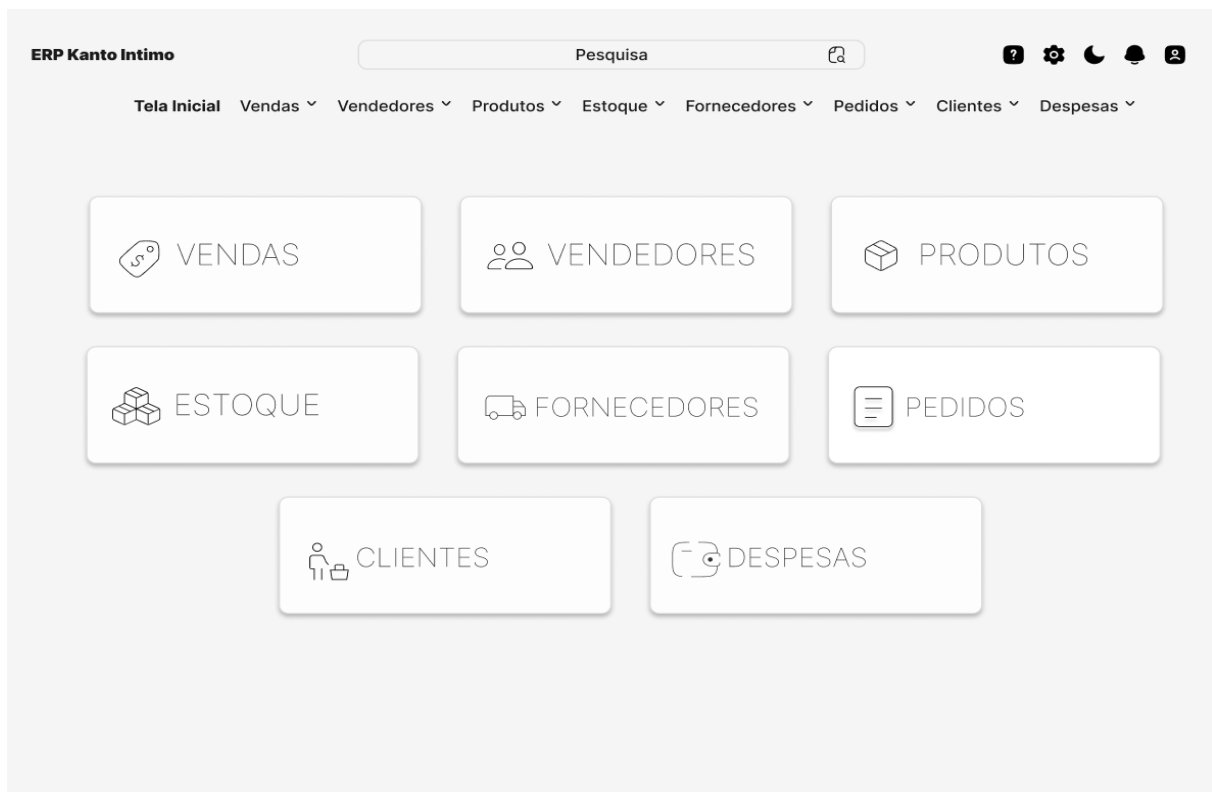 ERP Kanto Intimo
Pesquisa
Tela Inicial Vendas Vendedores Produtos Estoque Fornecedores Pedidos Clientes Despesas
VENDAS
VENDEDORES
PRODUTOS
ESTOQUE
FORNECEDORES
PEDIDOS
CLIENTES
DESPESAS